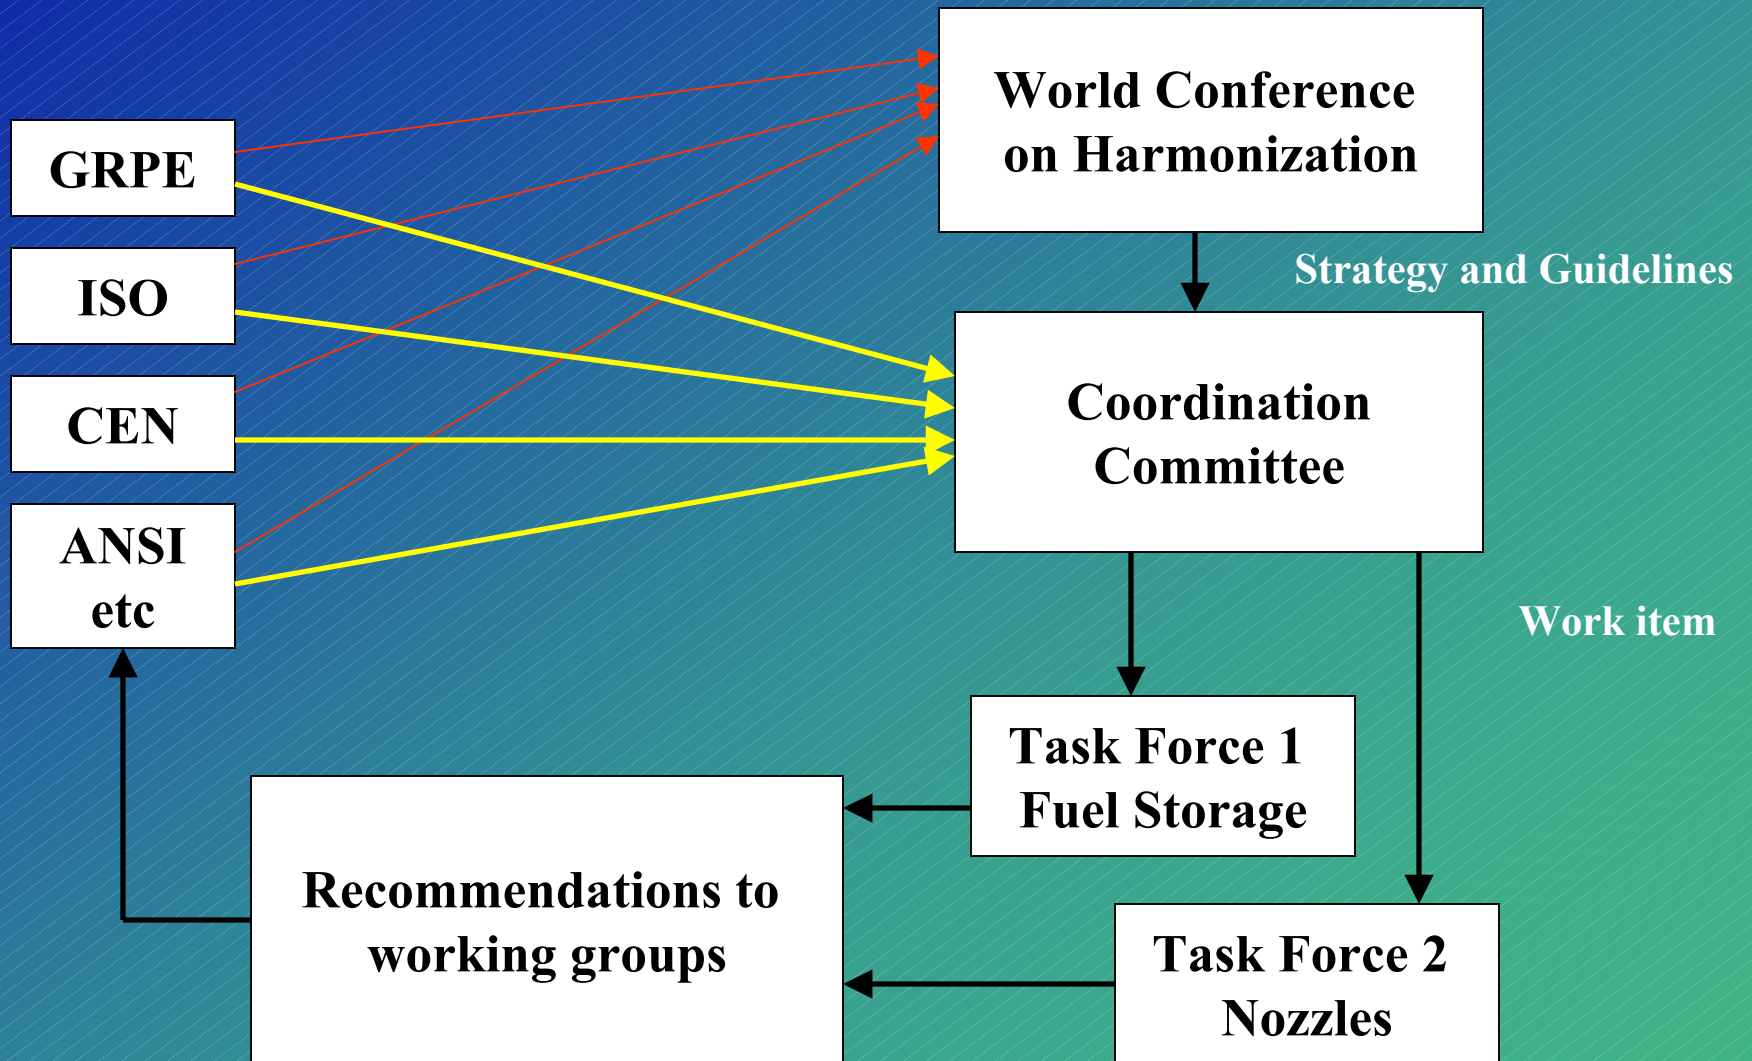 World Conference
on Harmonization
GRPE
Strategy and Guidelines
ISO
CEN
Coordination
Committee
ANSI
etc
Work item
Task Force 1
Fuel Storage
Recommendations to
working groups
Task Force 2
Nozzles